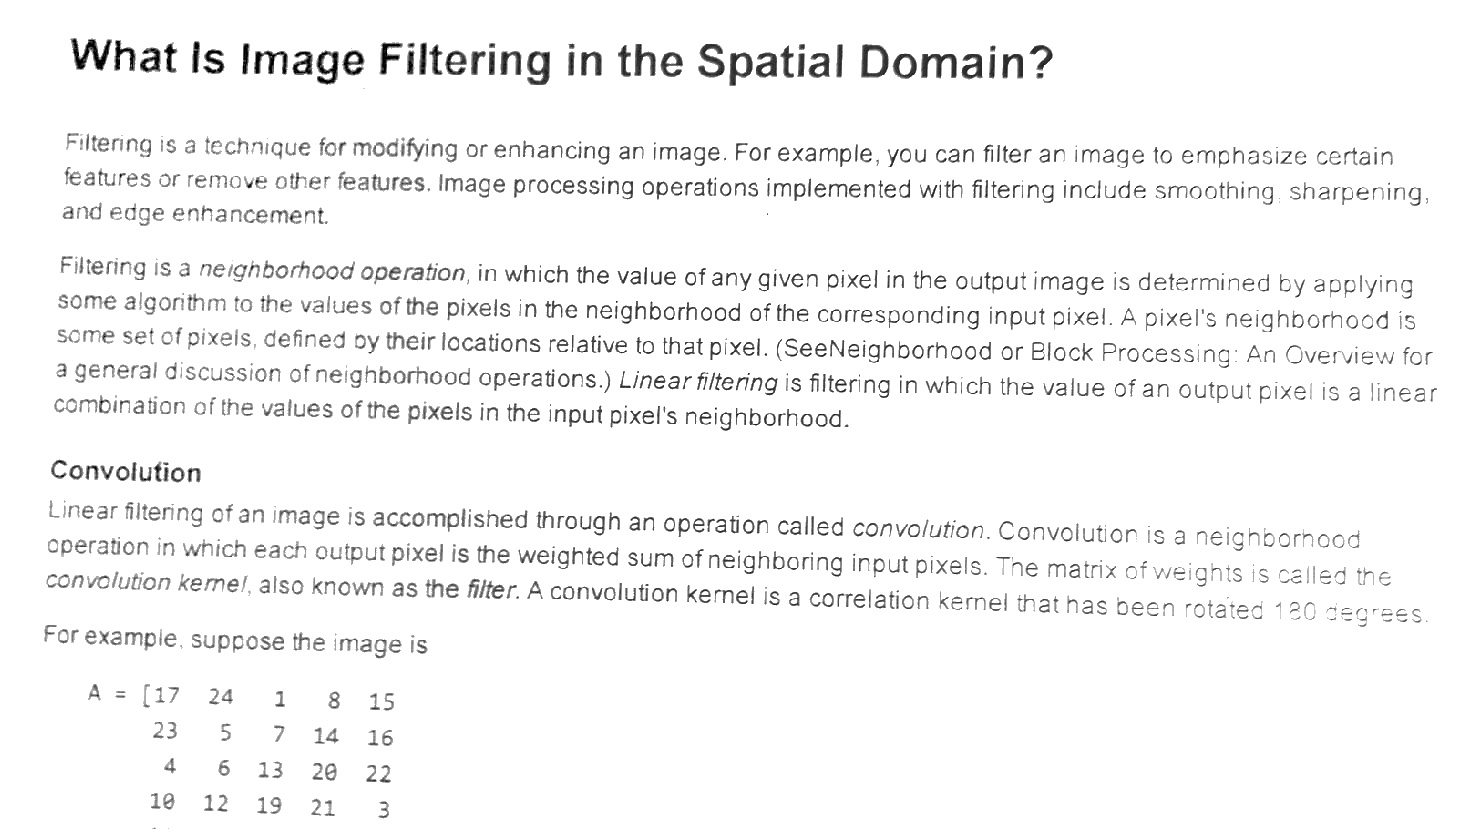 What Is Image Filtering in the Spatial Domain?
Filtering is a technique for modifying or enhancing an image. For example, you can filter an image to emphasize certain
features or remove other features. Image processing operations implemented with filtering include smoothing, sharpening,
and edge enhancement.
Filtering is a neighborhood operation, in which the value of any given pixel in the output image is determined by applying
some algorithm to the values of the pixels in the neighborhood of the corresponding input pixel. A pixel's neighborhood is
some set of pixels, defined by their locations relative to that pixel. (SeeNeighborhood or Block Processing: An Overview for
a general discussion of neighborhood operations.) Linear filtering is filtering in which the value of an output pixel is a linear
combination of the values of the pixels in the input pixel's neighborhood.
Convolution
Linear filtering of an image is accomplished through an operation called convolution. Convolution is a neighborhood
operation in which each output pixel is the weighted sum of neighboring input pixels. The matrix of weights is called the
convolution kernel, also known as the filter. A convolution kernel is a correlation kernel that has been rotated 180 degrees.
For example, suppose the image is
A = [17 24 1 8 15
23 5 7 14 16
4 6 13 20 22
10 12 19 21 3